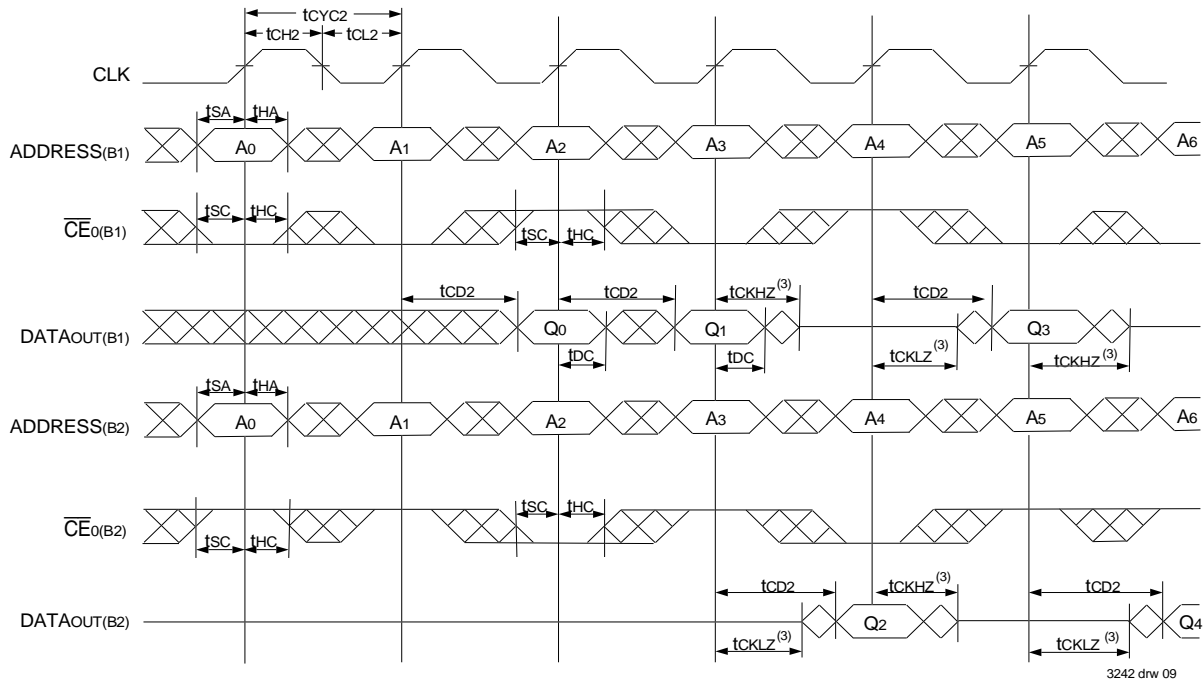 tCYC2
tCH2 tCL2
CLK
tSA tHA
ADDRESS(B1) A0 A1 A2 A3 A4 A5 A6
tSC tHC
CE0(B1)
tSC tHC
tCD2 tCD2 tCKHZ(3) tCD2
DATAOUT(B1) Q0 Q1 Q3
tDC tDC tCKLZ(3) tCKHZ(3)
tSA tHA
ADDRESS(B2) A0 A1 A2 A3 A4 A5 A6
tSC tHC
CE0(B2)
tSC tHC
tCD2 tCKHZ(3) tCD2
DATAOUT(B2) Q2 Q4
tCKLZ(3) tCKLZ(3)
3242 drw 09